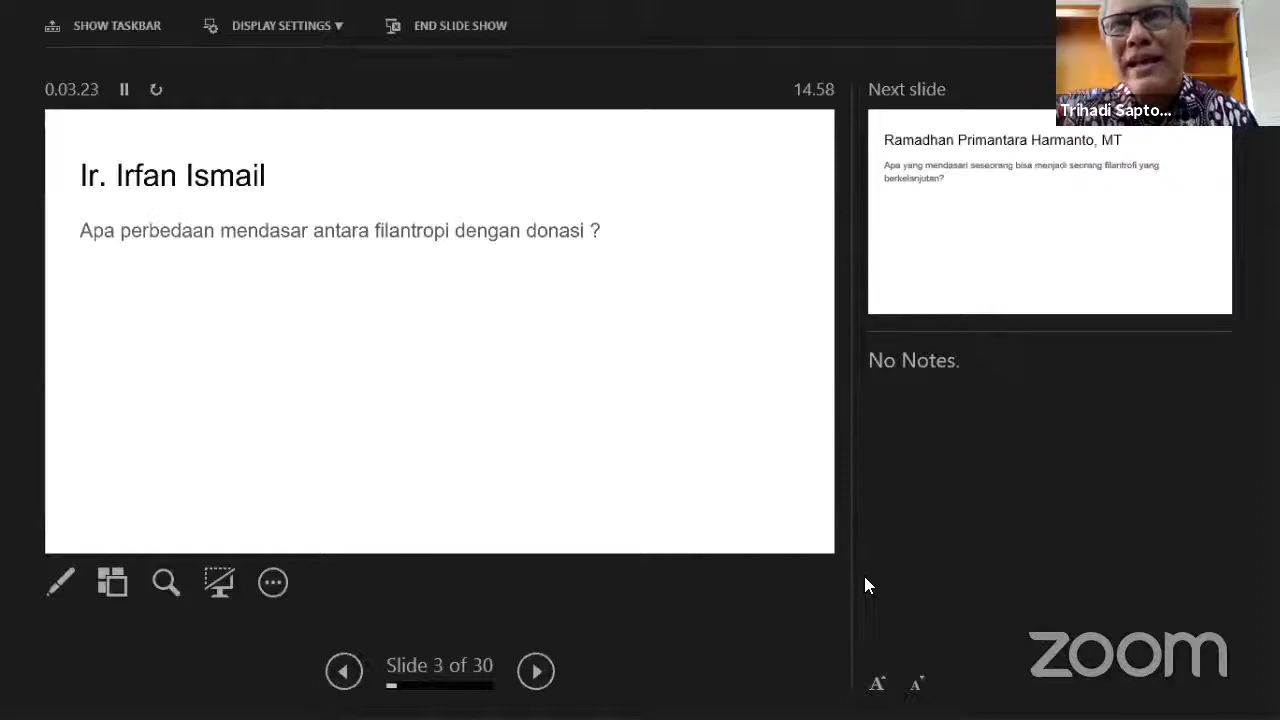 SHOW TASKBAR DISPLAY SETTINGS ▼ END SLIDE SHOW
0.03.23 14.58
Ir. Irfan Ismail
Apa perbedaan mendasar antara filantropi dengan donasi ?
Slide 3 of 30
Next slide
Trihadi Sapto...
Ramadhan Primantara Harmanto, MT
Apa yang mendasari seseorang bisa menjadi seorang filantrofi yang
berkelanjutan?
No Notes.
A A
zoom